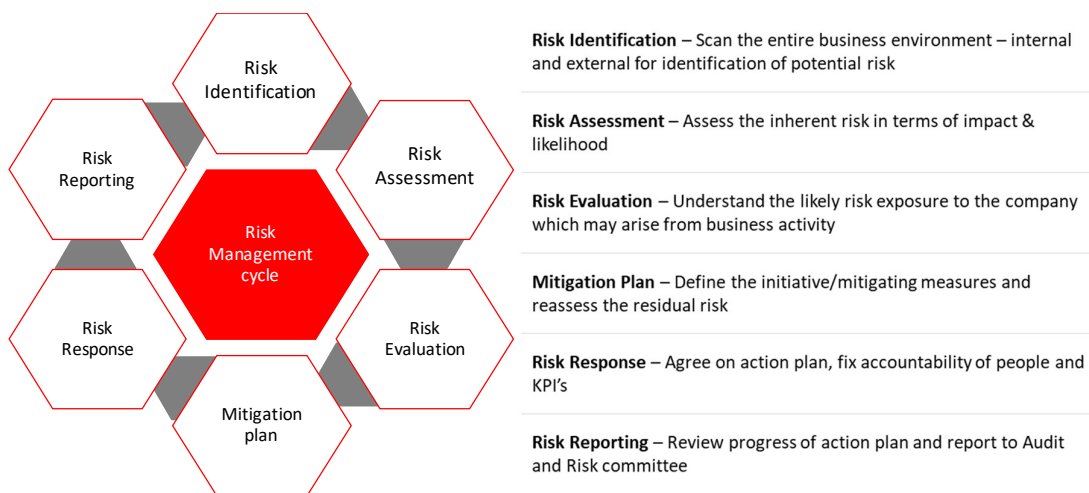 Risk
Identification
Risk
Assessment
Risk
Evaluation
Mitigation
plan
Risk
Response
Risk
Reporting
Risk
Management
cycle
Risk Identification – Scan the entire business environment – internal
and external for identification of potential risk
Risk Assessment – Assess the inherent risk in terms of impact &
likelihood
Risk Evaluation – Understand the likely risk exposure to the company
which may arise from business activity
Mitigation Plan – Define the initiative/mitigating measures and
reassess the residual risk
Risk Response – Agree on action plan, fix accountability of people and
KPI's
Risk Reporting – Review progress of action plan and report to Audit
and Risk committee